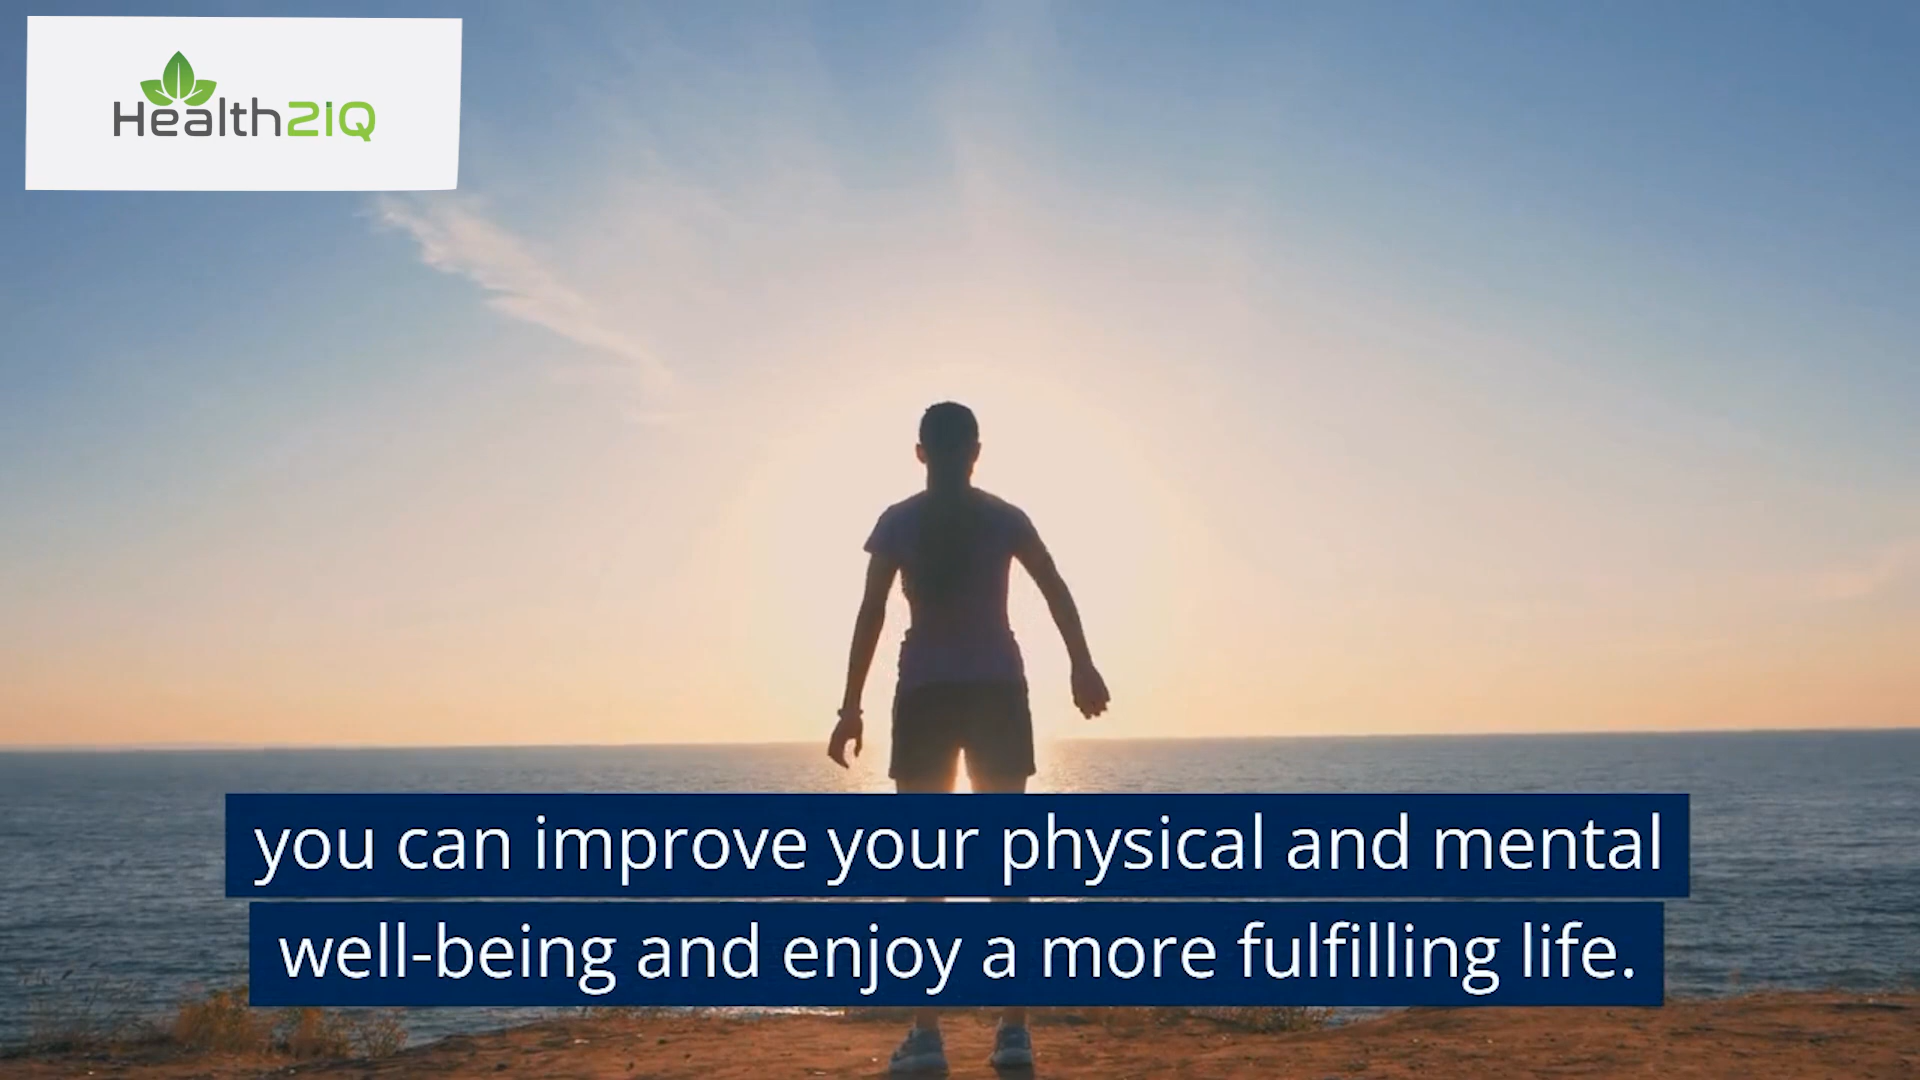 Health2iQ
you can improve your physical and mental
well-being and enjoy a more fulfilling life.